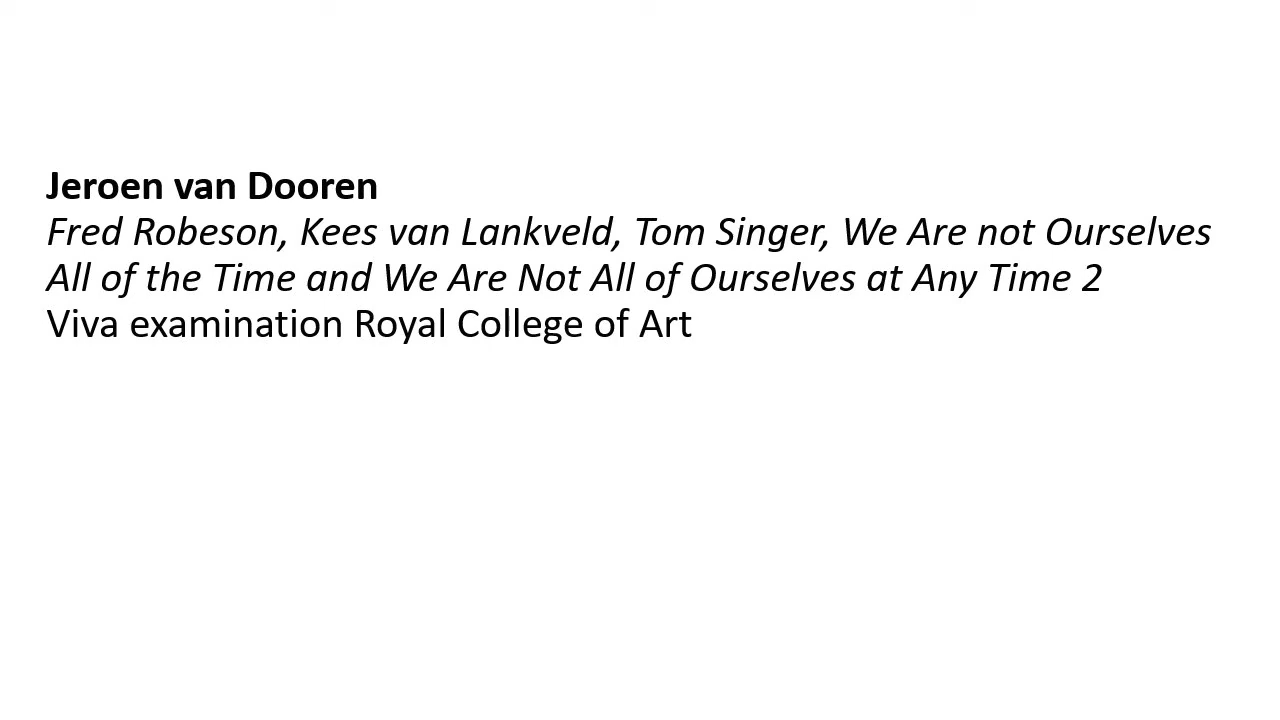 Jeroen van Dooren
Fred Robeson, Kees van Lankveld, Tom Singer, We Are not Ourselves
All of the Time and We Are Not All of Ourselves at Any Time 2
Viva examination Royal College of Art